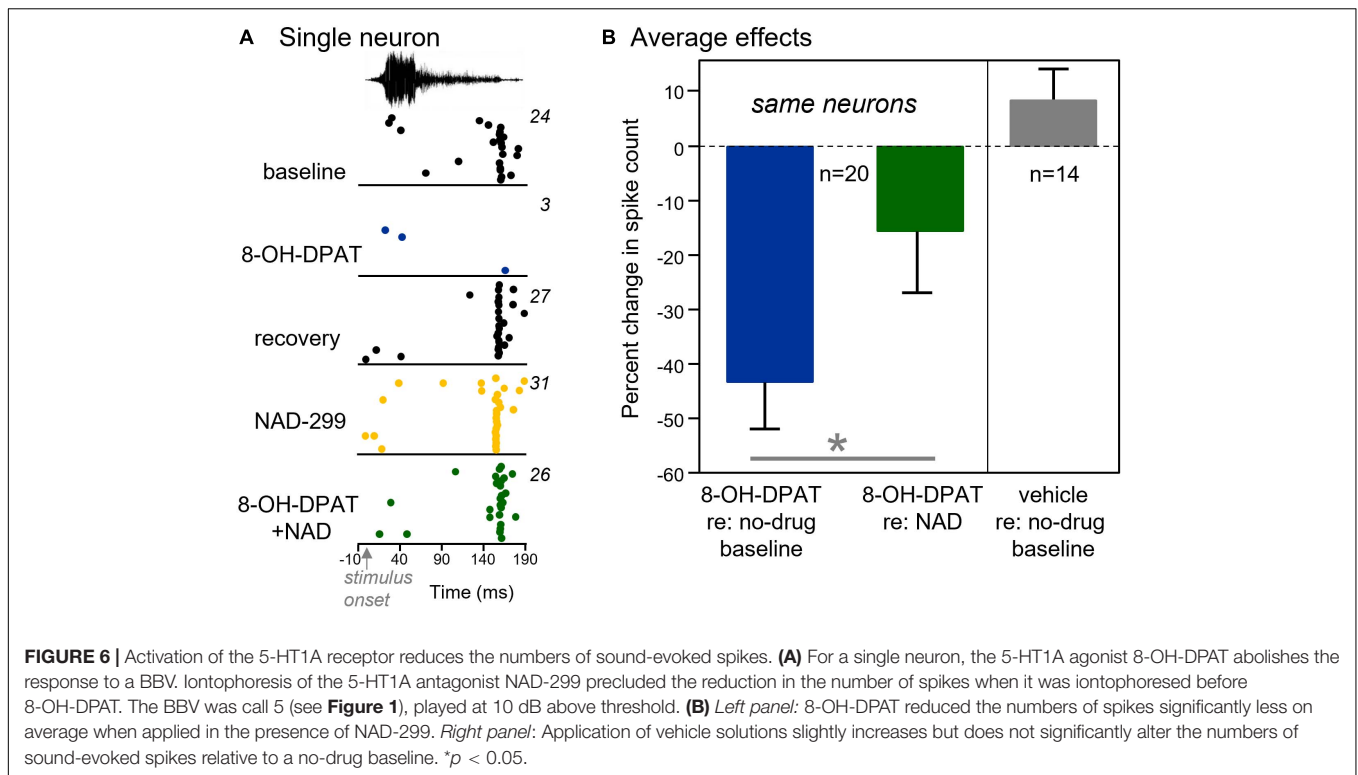 A Single neuron
24
baseline
3
8-OH-DPAT
27
recovery
31
NAD-299
26
8-OH-DPAT
+NAD
-10 40 90 140 190
stimulus
onset
Time (ms)
B Average effects
Percent change in spike count
10
0
-10
-20
-30
-40
-50
-60
same neurons
n=20
n=14
*
8-OH-DPAT
re: no-drug
baseline
8-OH-DPAT
re: NAD
vehicle
re: no-drug
baseline
FIGURE 6 | Activation of the 5-HT1A receptor reduces the numbers of sound-evoked spikes. (A) For a single neuron, the 5-HT1A agonist 8-OH-DPAT abolishes the
response to a BBV. Iontophoresis of the 5-HT1A antagonist NAD-299 precluded the reduction in the number of spikes when it was iontophoresed before
8-OH-DPAT. The BBV was call 5 (see Figure 1), played at 10 dB above threshold. (B) Left panel: 8-OH-DPAT reduced the numbers of spikes significantly less on
average when applied in the presence of NAD-299. Right panel: Application of vehicle solutions slightly increases but does not significantly alter the numbers of
sound-evoked spikes relative to a no-drug baseline. *p < 0.05.